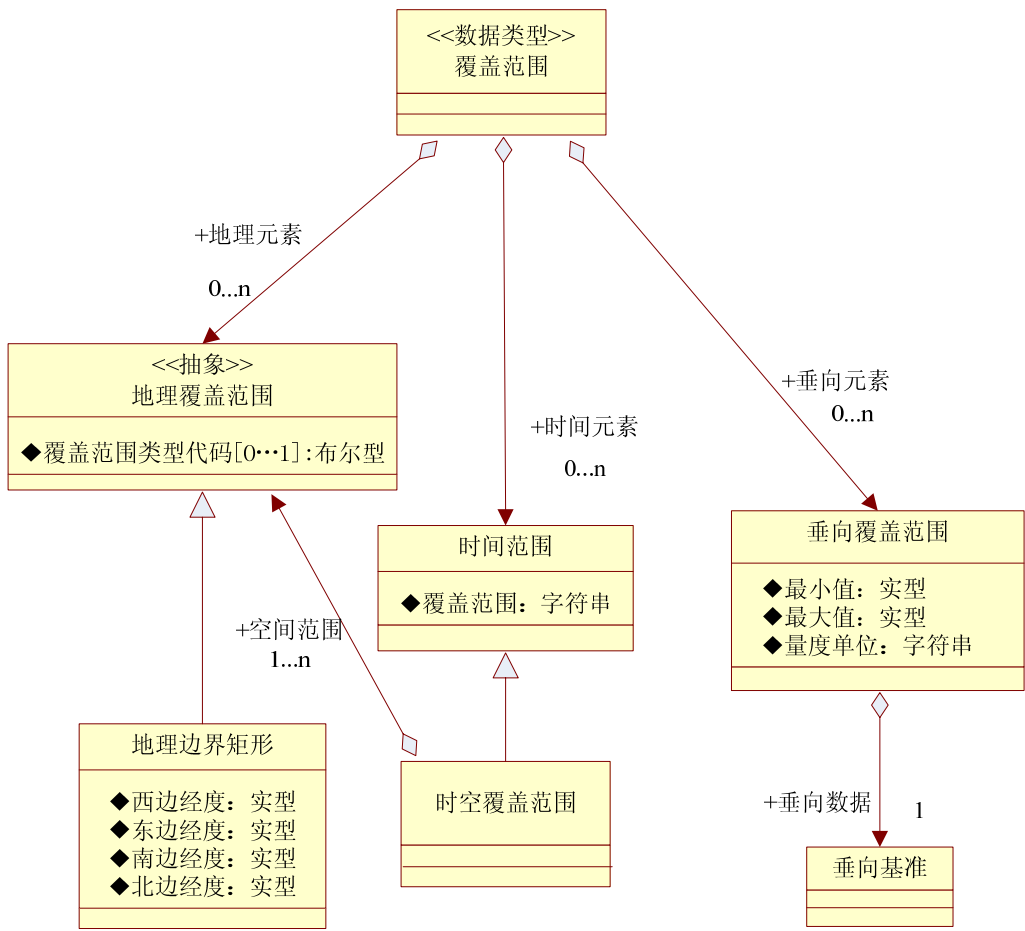 <<数据类型>>
覆盖范围
+地理元素
0...n
+垂向元素
0...n
+时间元素
0...n
<<抽象>>
地理覆盖范围
◆覆盖范围类型代码[0…1]:布尔型
时间范围
◆覆盖范围：字符串
垂向覆盖范围
◆最小值：实型
◆最大值：实型
◆量度单位：字符串
+空间范围
1...n
地理边界矩形
◆西边经度：实型
◆东边经度：实型
◆南边经度：实型
◆北边经度：实型
时空覆盖范围
+垂向数据
1
垂向基准